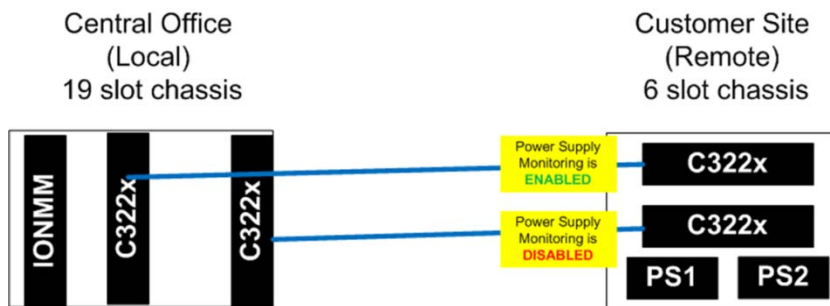 Central Office
(Local)
19 slot chassis
Customer Site
(Remote)
6 slot chassis
IONMM
C322x
C322x
Power Supply
Monitoring is
ENABLED
C322x
Power Supply
Monitoring is
DISABLED
C322x
PS1
PS2